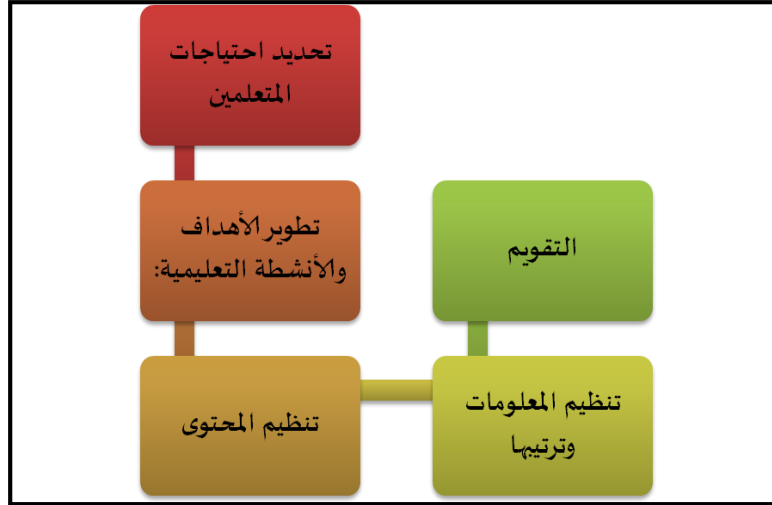 تحديد احتياجات
المتعلمين
تطوير الأهداف
والأنشطة التعليمية:
تنظيم المحتوى
تنظيم المعلومات
وترتيبها
التقويم